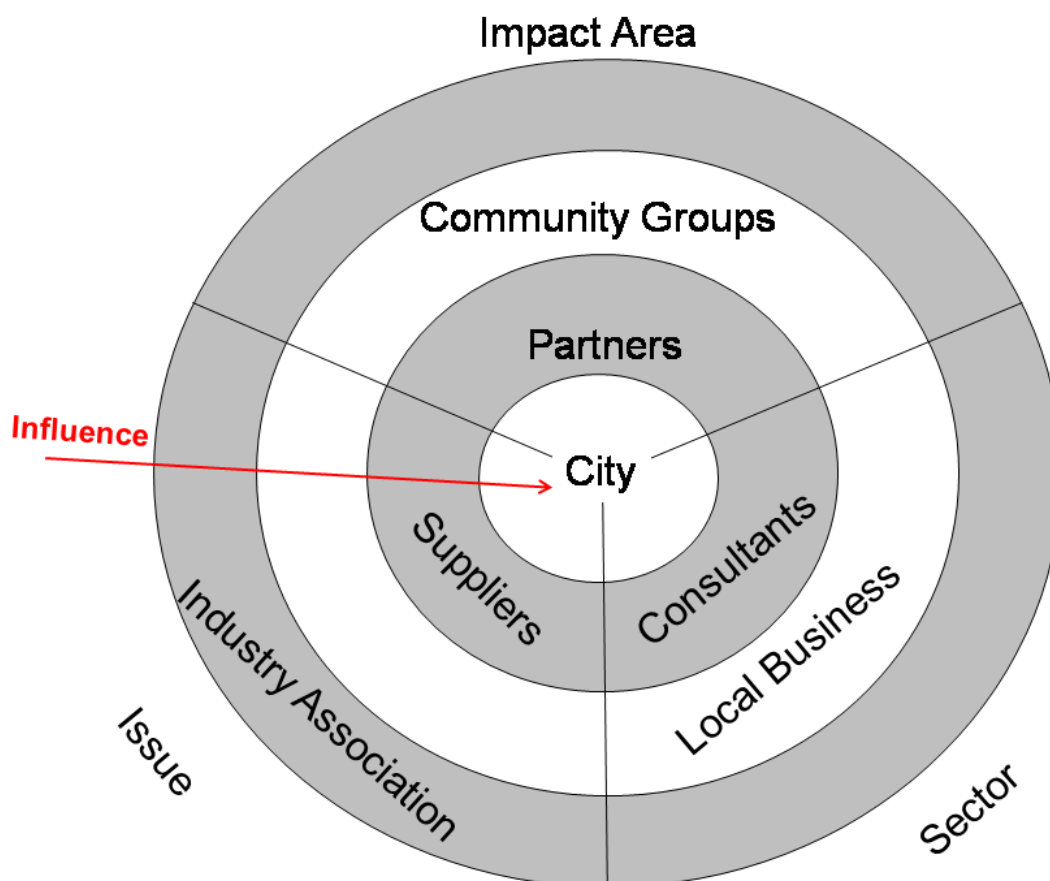 Impact Area
Community Groups
Partners
Influence
City
Suppliers
Consultants
Industry Association
Local Business
Issue
Sector